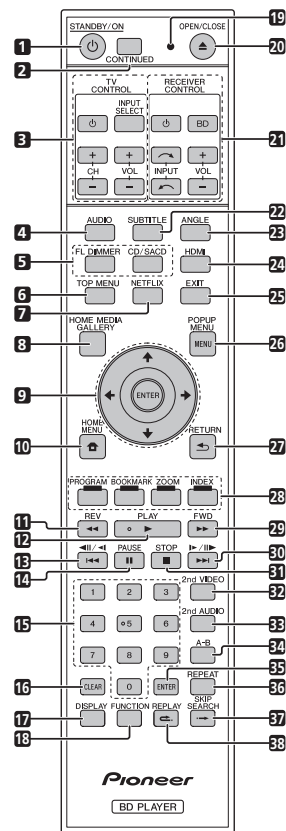 STANDBY/ON
OPEN/CLOSE
19
1
20
CONTINUED
2
TV CONTROL
RECEIVER CONTROL
INPUT SELECT
BD
3
21
+ + +
CH VOL INPUT VOL
− − −
22
AUDIO SUBTITLE ANGLE
4
23
FL DIMMER CD/SACD HDMI
5
24
TOP MENU NETFLIX EXIT
6
7
25
HOME MEDIA GALLERY
POPUP MENU
MENU
8
26
9
ENTER
HOME MENU
RETURN
10
27
PROGRAM BOOKMARK ZOOM INDEX
28
REV PLAY FWD
11
12
29
13
PAUSE STOP
30
14
31
1 2 3
2nd VIDEO
32
15
4 5 6
2nd AUDIO
33
7 8 9
A-B
34
35
16
CLEAR 0 ENTER
REPEAT
36
17
DISPLAY FUNCTION REPLAY
SKIP SEARCH
37
18
38
Pioneer
BD PLAYER